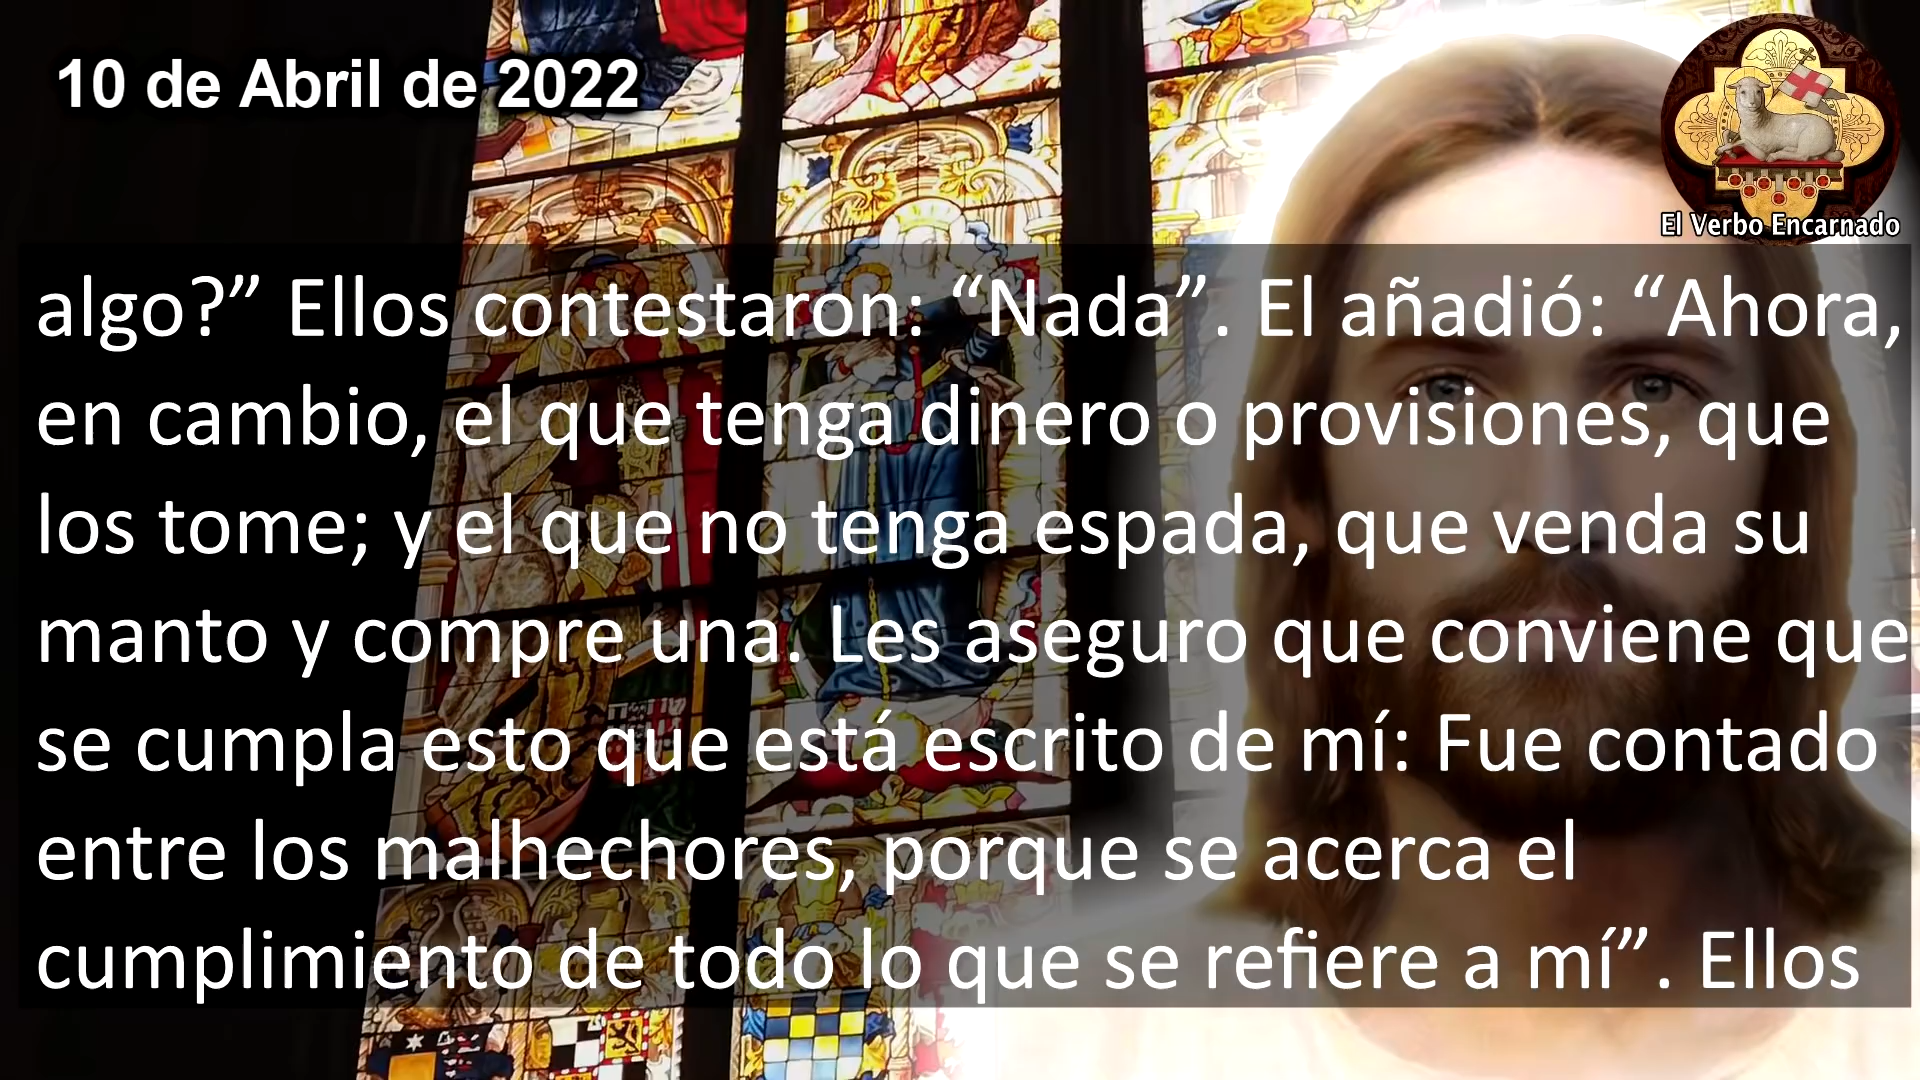 10 de Abril de 2022
El Verbo Encarnado
algo?” Ellos contestaron: “Nada”. El añadió: “Ahora,
en cambio, el que tenga dinero o provisiones, que
los tome; y el que no tenga espada, que venda su
manto y compre una. Les aseguro que conviene que
se cumpla esto que está escrito de mí: Fue contado
entre los malhechores, porque se acerca el
cumplimiento de todo lo que se refiere a mí”. Ellos